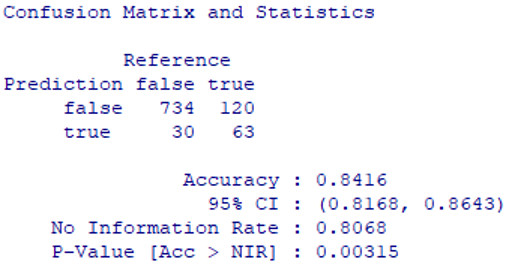 Confusion Matrix and Statistics
Reference
Prediction false true
false 734 120
true 30 63
Accuracy : 0.8416
95% CI : (0.8168, 0.8643)
No Information Rate : 0.8068
P-Value [Acc > NIR] : 0.00315